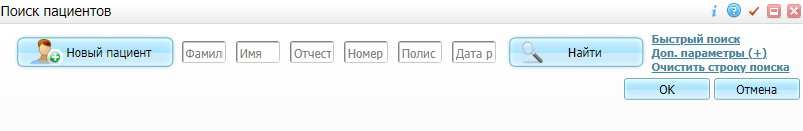 Поиск пациентов
Новый пациент
Фамил
Имя
Отчест
Номер
Полис
Дата р
Найти
Быстрый поиск
Доп. параметры (+)
Очистить строку поиска
OK
Отмена